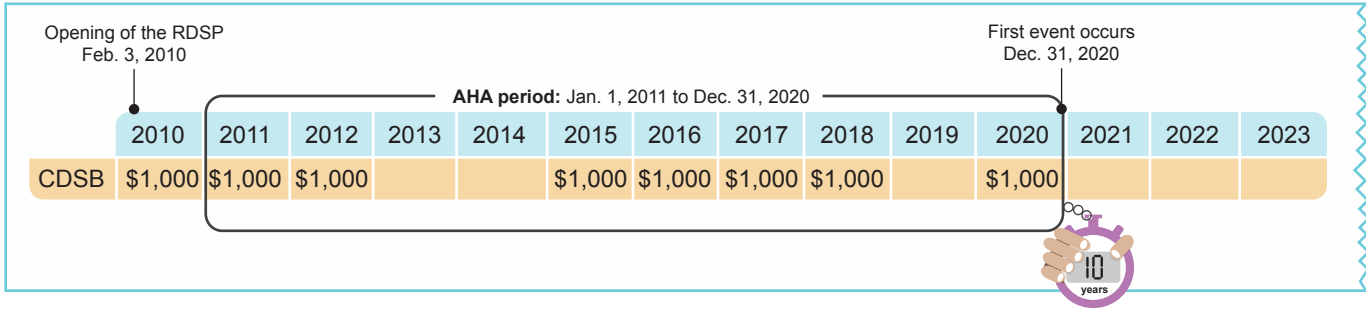 Opening of the RDSP
Feb. 3, 2010
First event occurs
Dec. 31, 2020
AHA period: Jan. 1, 2011 to Dec. 31, 2020
2010 2011 2012 2013 2014 2015 2016 2017 2018 2019 2020 2021 2022 2023
CDSB $1,000 $1,000 $1,000 $1,000 $1,000 $1,000 $1,000 $1,000
10
years